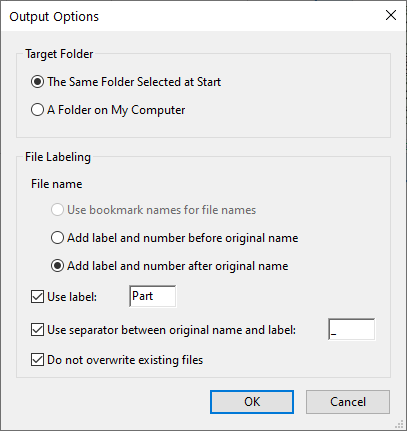 Output Options
Target Folder
The Same Folder Selected at Start
A Folder on My Computer
File Labeling
File name
Use bookmark names for file names
Add label and number before original name
Add label and number after original name
Use label: Part
Use separator between original name and label: _
Do not overwrite existing files
OK Cancel